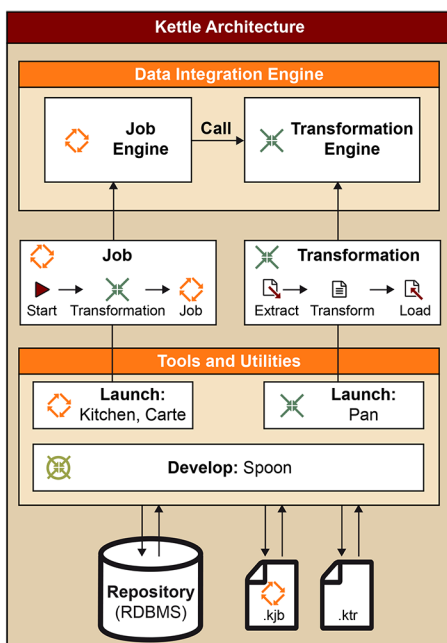 Kettle Architecture
Data Integration Engine
Job
Engine
Call
Transformation
Engine
Job
Start
Transformation
Job
Transformation
Extract
Transform
Load
Tools and Utilities
Launch:
Kitchen, Carte
Launch:
Pan
Develop: Spoon
Repository
(RDBMS)
.kjb
.ktr